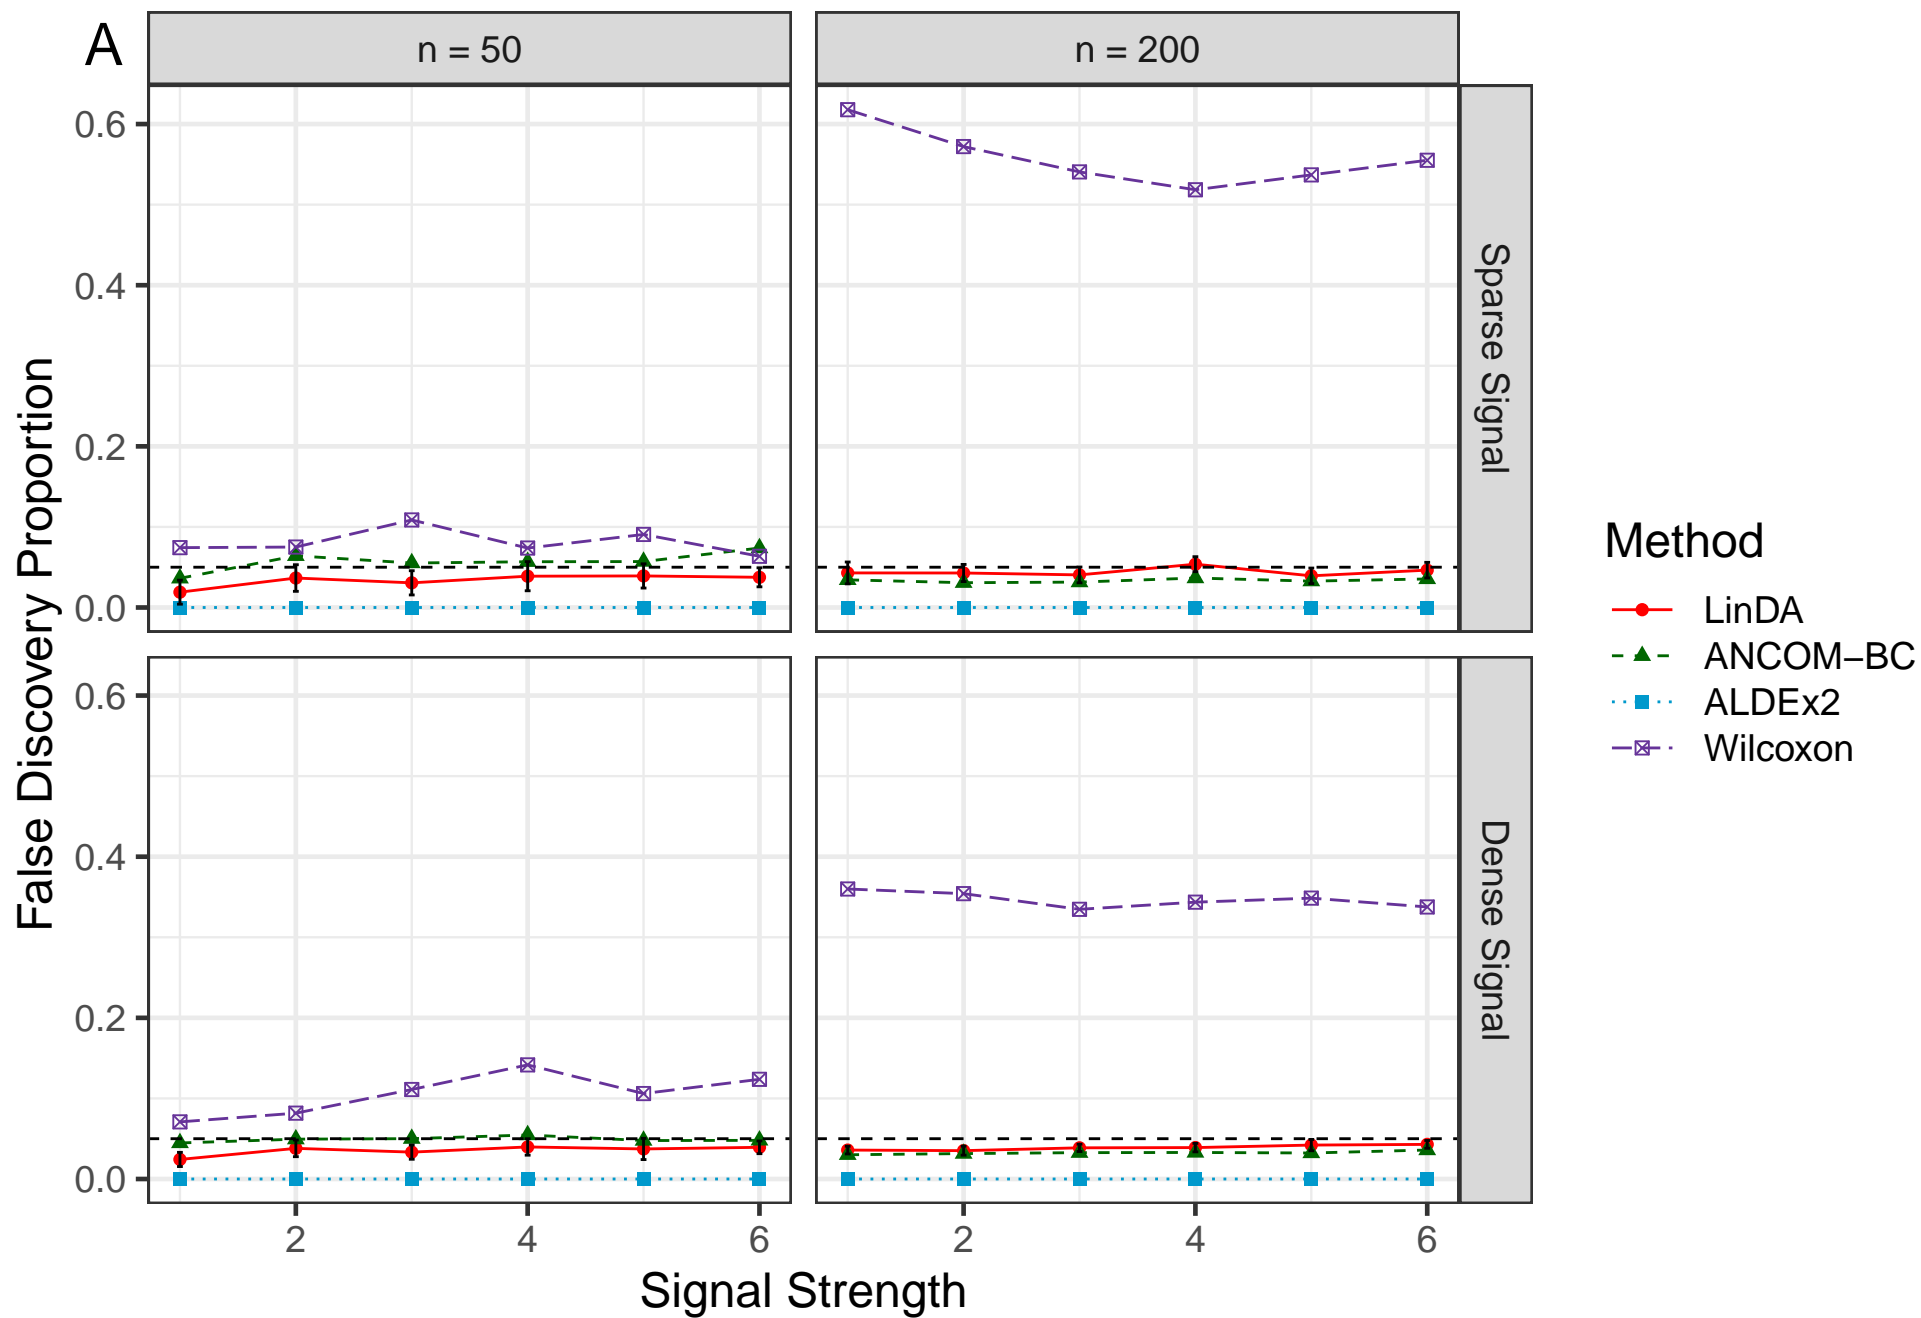 A
n = 50
n = 200
0.6
0.4
0.2
0.0
Sparse Signal
0.6
0.4
0.2
0.0
Dense Signal
2
4
6
2
4
6
False Discovery Proportion
Signal Strength
Method
LinDA
ANCOM−BC
ALDEx2
Wilcoxon